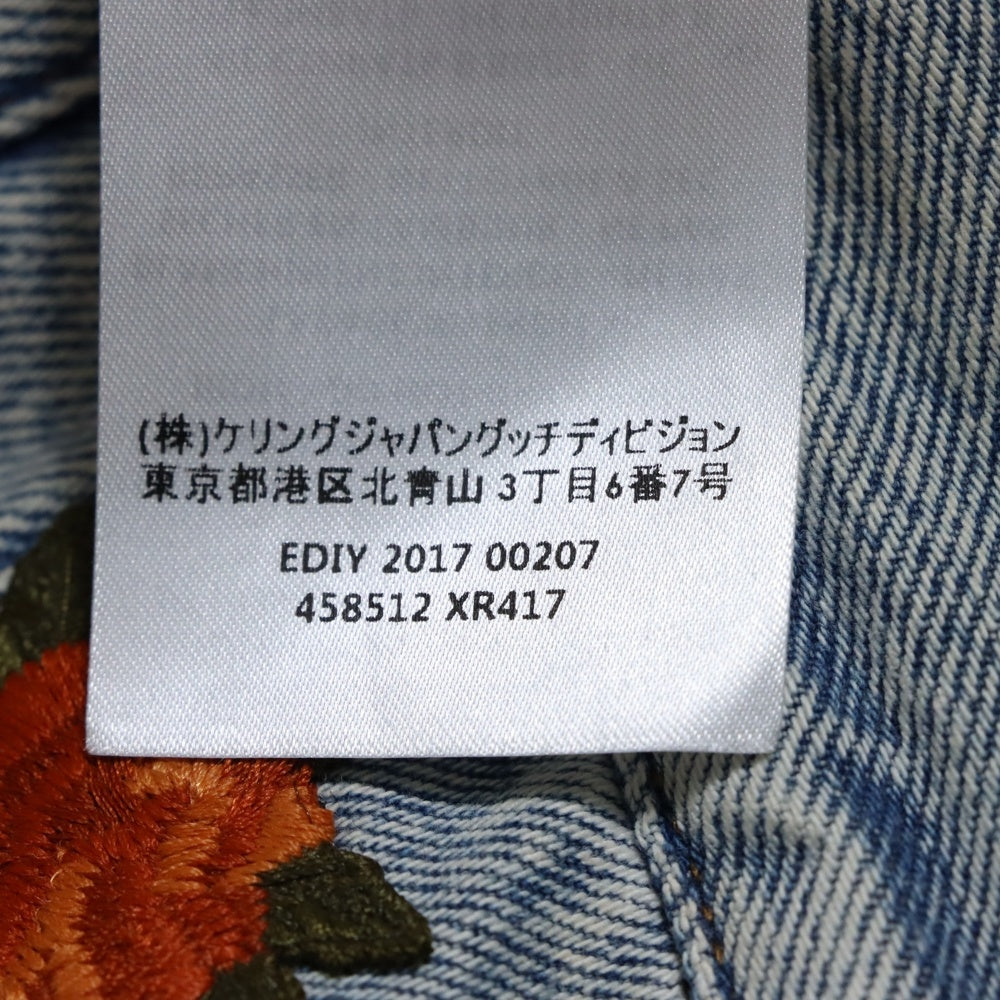 (株)ケリングジャパングッチディビジョン
東京都港区北青山 3丁目6番7号
EDIY 2017 00207
458512 XR417